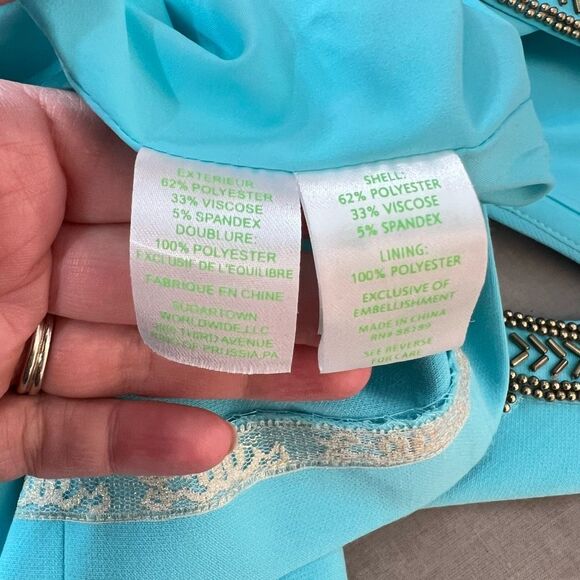 EXTERIEUR
62% POLYESTER
33% VISCOSE
5% SPANDEX
DOUBLURE:
100% POLYESTER
EXCLUSIF DE L'EQUILIBRE
FABRIQUE EN CHINE
SUGARTOWN
WORLDWIDE, LLC
THIRD AVENUE
KING OF PRUSSIA, PA
SHELL:
62% POLYESTER
33% VISCOSE
5% SPANDEX
LINING:
100% POLYESTER
EXCLUSIVE OF
EMBELLISHMENT
MADE IN CHINA
RN#
SEE REVERSE
FOR CARE